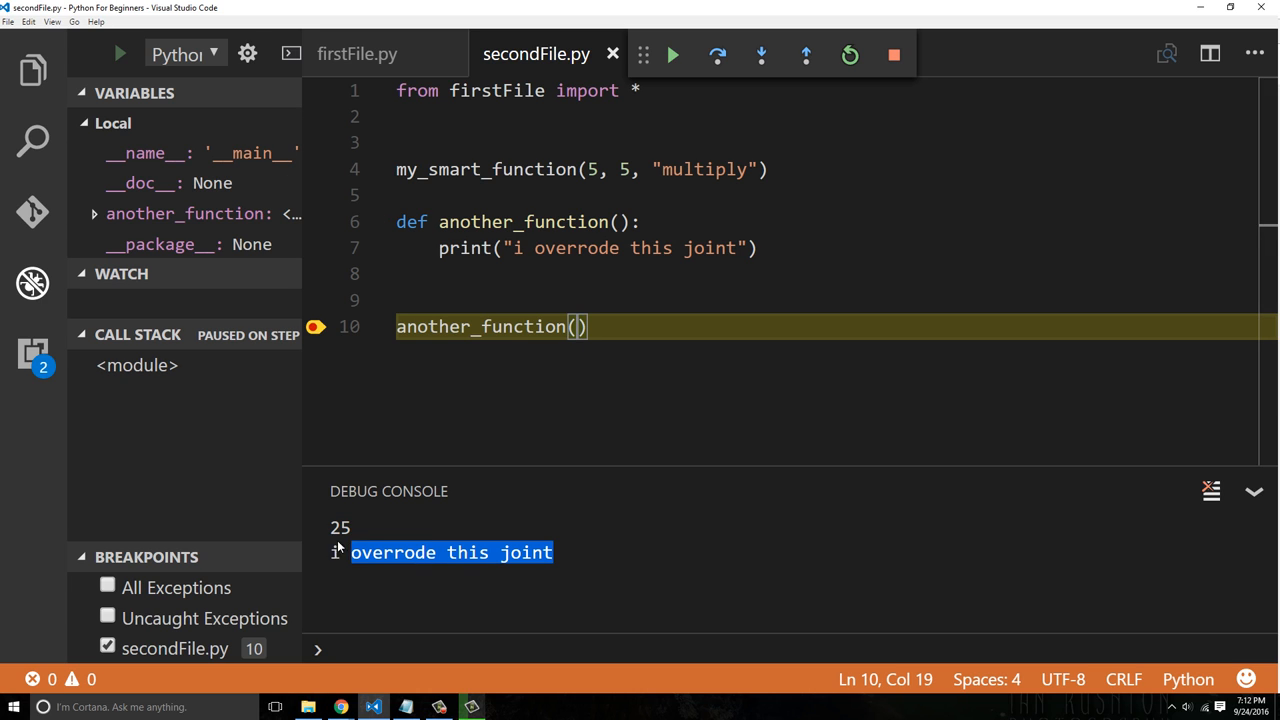 secondFile.py - Python For Beginners - Visual Studio Code
File Edit View Go Help
Python
firstFile.py
secondFile.py
VARIABLES
Local
__name__: '__main__'
__doc__: None
another_function: <...
__package__: None
WATCH
CALL STACK PAUSED ON STEP
<module>
BREAKPOINTS
All Exceptions
Uncaught Exceptions
secondFile.py 10
2
1 from firstFile import *
2
3
4 my_smart_function(5, 5, "multiply")
5
6 def another_function():
7 print("i overrode this joint")
8
9
10 another_function()
DEBUG CONSOLE
25
i overrode this joint
0 0
Ln 10, Col 19 Spaces: 4 UTF-8 CRLF Python
I'm Cortana. Ask me anything.
7:12 PM
9/24/2016